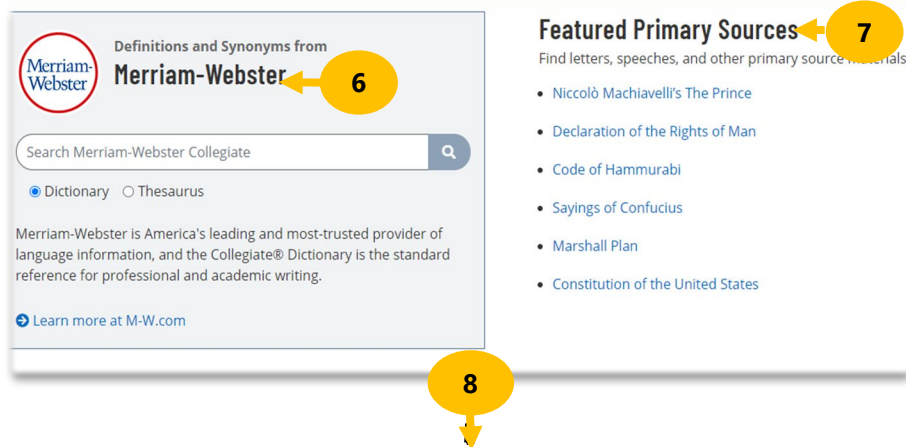 Merriam-
Webster
Definitions and Synonyms from
Merriam-Webster
6
Search Merriam-Webster Collegiate
Dictionary
Thesaurus
Merriam-Webster is America's leading and most-trusted provider of
language information, and the Collegiate® Dictionary is the standard
reference for professional and academic writing.
Learn more at M-W.com
Featured Primary Sources
7
Find letters, speeches, and other primary source
Niccolò Machiavelli's The Prince
Declaration of the Rights of Man
Code of Hammurabi
Sayings of Confucius
Marshall Plan
Constitution of the United States
8